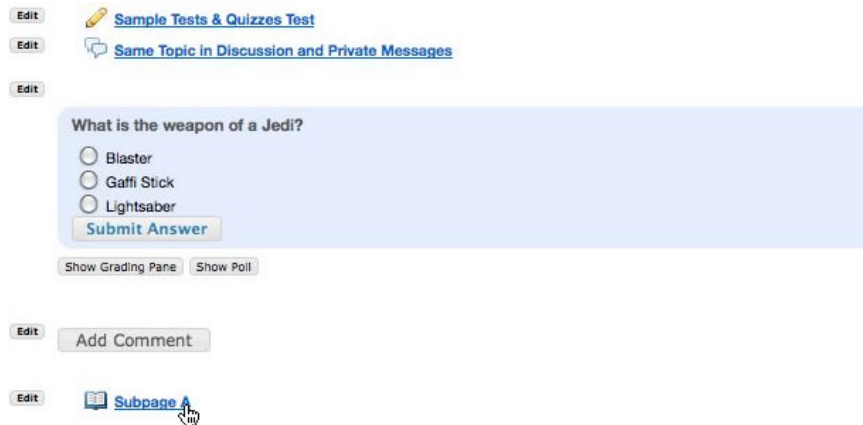 Edit Sample Tests & Quizzes Test
Edit Same Topic in Discussion and Private Messages
Edit
What is the weapon of a Jedi?
Blaster
Gaffi Stick
Lightsaber
Submit Answer
Show Grading Pane Show Poll
Edit Add Comment
Edit Subpage A